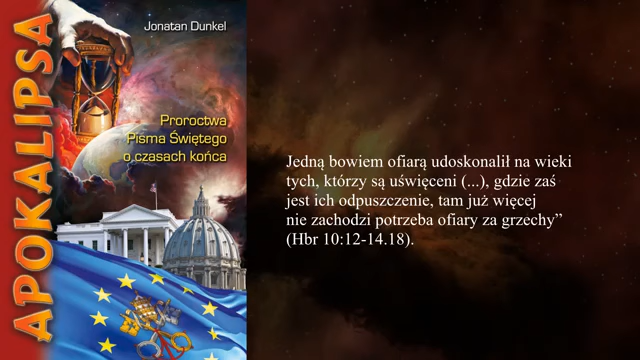 APOKALIPSA
Jonatan Dunkel
Proroctwa
Pisma Świętego
o czasach końca
Jedną bowiem ofiarą udoskonalił na wieki
tych, którzy są uświęceni (...), gdzie zaś
jest ich odpuszczenie, tam już więcej
nie zachodzi potrzeba ofiary za grzechy”
(Hbr 10:12-14.18).